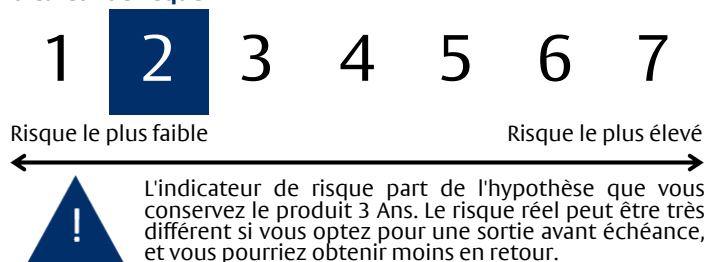 1 2 3 4 5 6 7
Risque le plus faible Risque le plus élevé
!
L'indicateur de risque part de l'hypothèse que vous
conservez le produit 3 Ans. Le risque réel peut être très
différent si vous optez pour une sortie avant échéance,
et vous pourriez obtenir moins en retour.